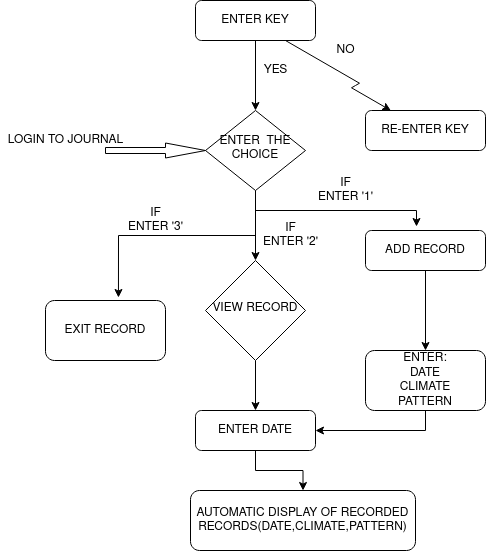 ENTER KEY
NO
YES
RE-ENTER KEY
LOGIN TO JOURNAL
ENTER THE
CHOICE
IF
ENTER '1'
IF
ENTER '3'
IF
ENTER '2'
ADD RECORD
VIEW RECORD
EXIT RECORD
ENTER:
DATE
CLIMATE
PATTERN
ENTER DATE
AUTOMATIC DISPLAY OF RECORDED
RECORDS(DATE,CLIMATE,PATTERN)